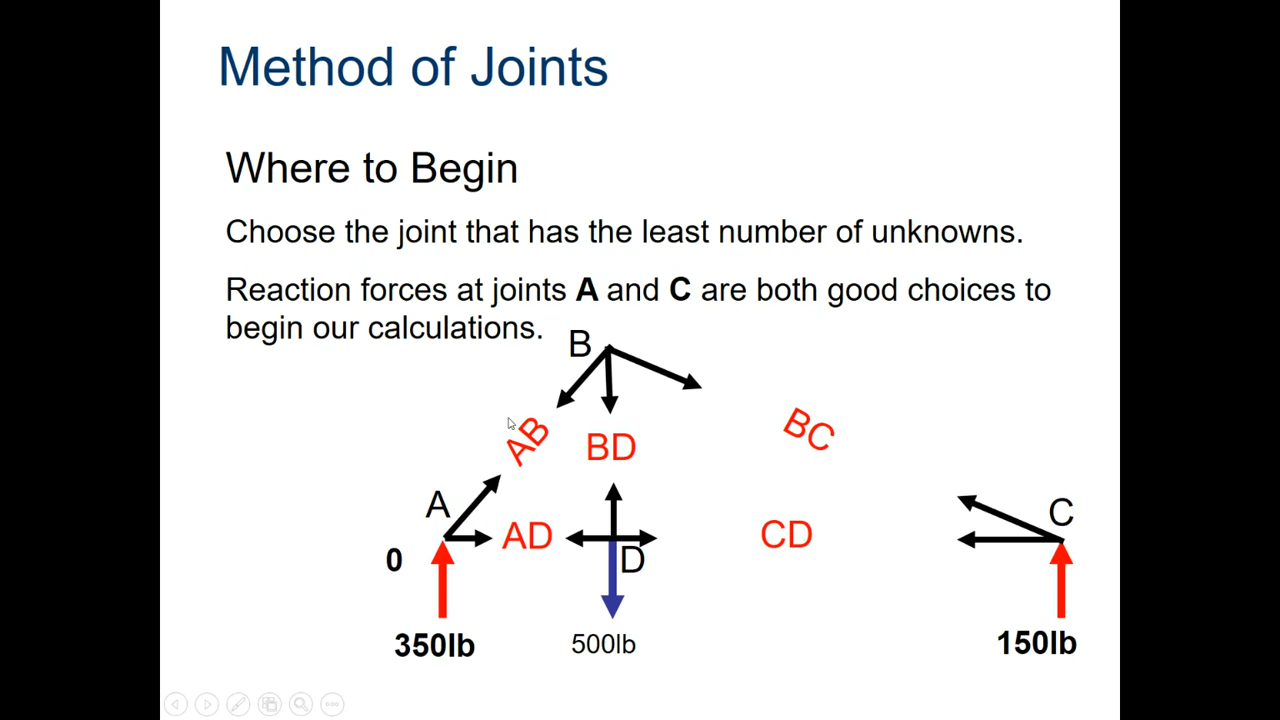 Method of Joints
Where to Begin
Choose the joint that has the least number of unknowns.
Reaction forces at joints A and C are both good choices to
begin our calculations.
B
AB
BD
BC
A
C
AD
CD
0
D
350lb
500lb
150lb